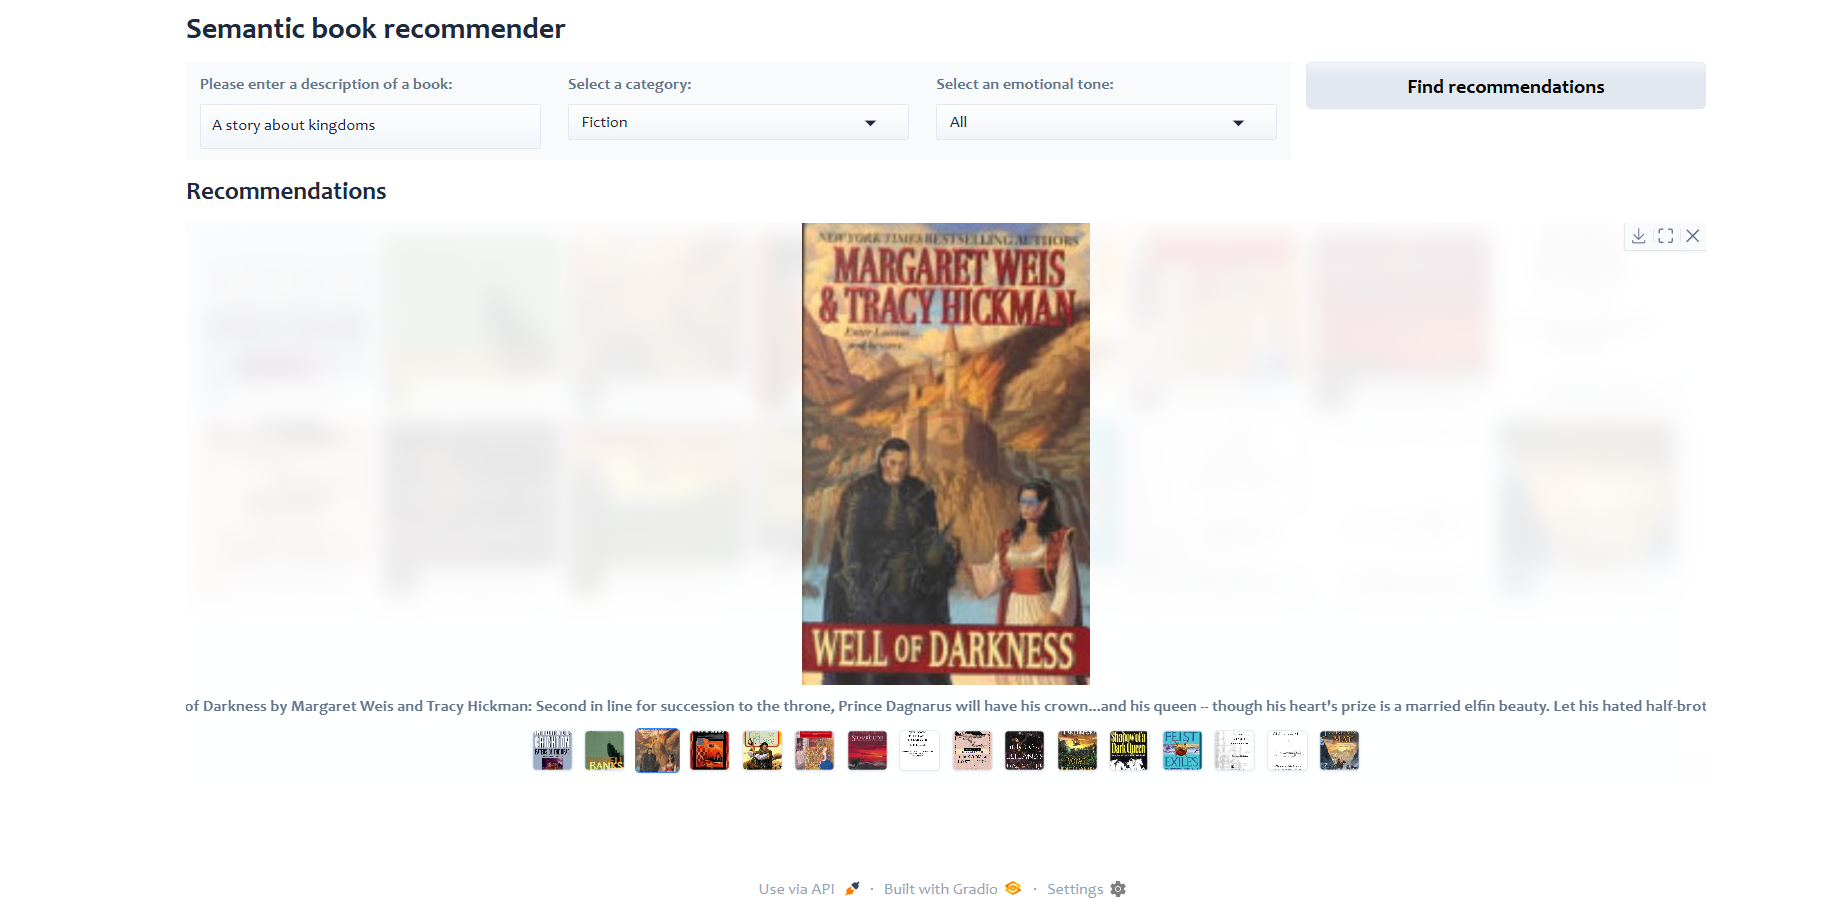 Semantic book recommender
Please enter a description of a book:
Select a category:
Select an emotional tone:
Find recommendations
A story about kingdoms
Fiction
All
Recommendations
NEW YORK TIMES BESTSELLING AUTHORS
MARGARET WEIS
& TRACY HICKMAN
WELL OF DARKNESS
of Darkness by Margaret Weis and Tracy Hickman: Second in line for succession to the throne, Prince Dagnarus will have his crown...and his queen -- though his heart's prize is a married elfin beauty. Let his hated half-brot
BANKS
Shadow of a
Dark Queen
FEIST
EXILES
Use via API · Built with Gradio · Settings